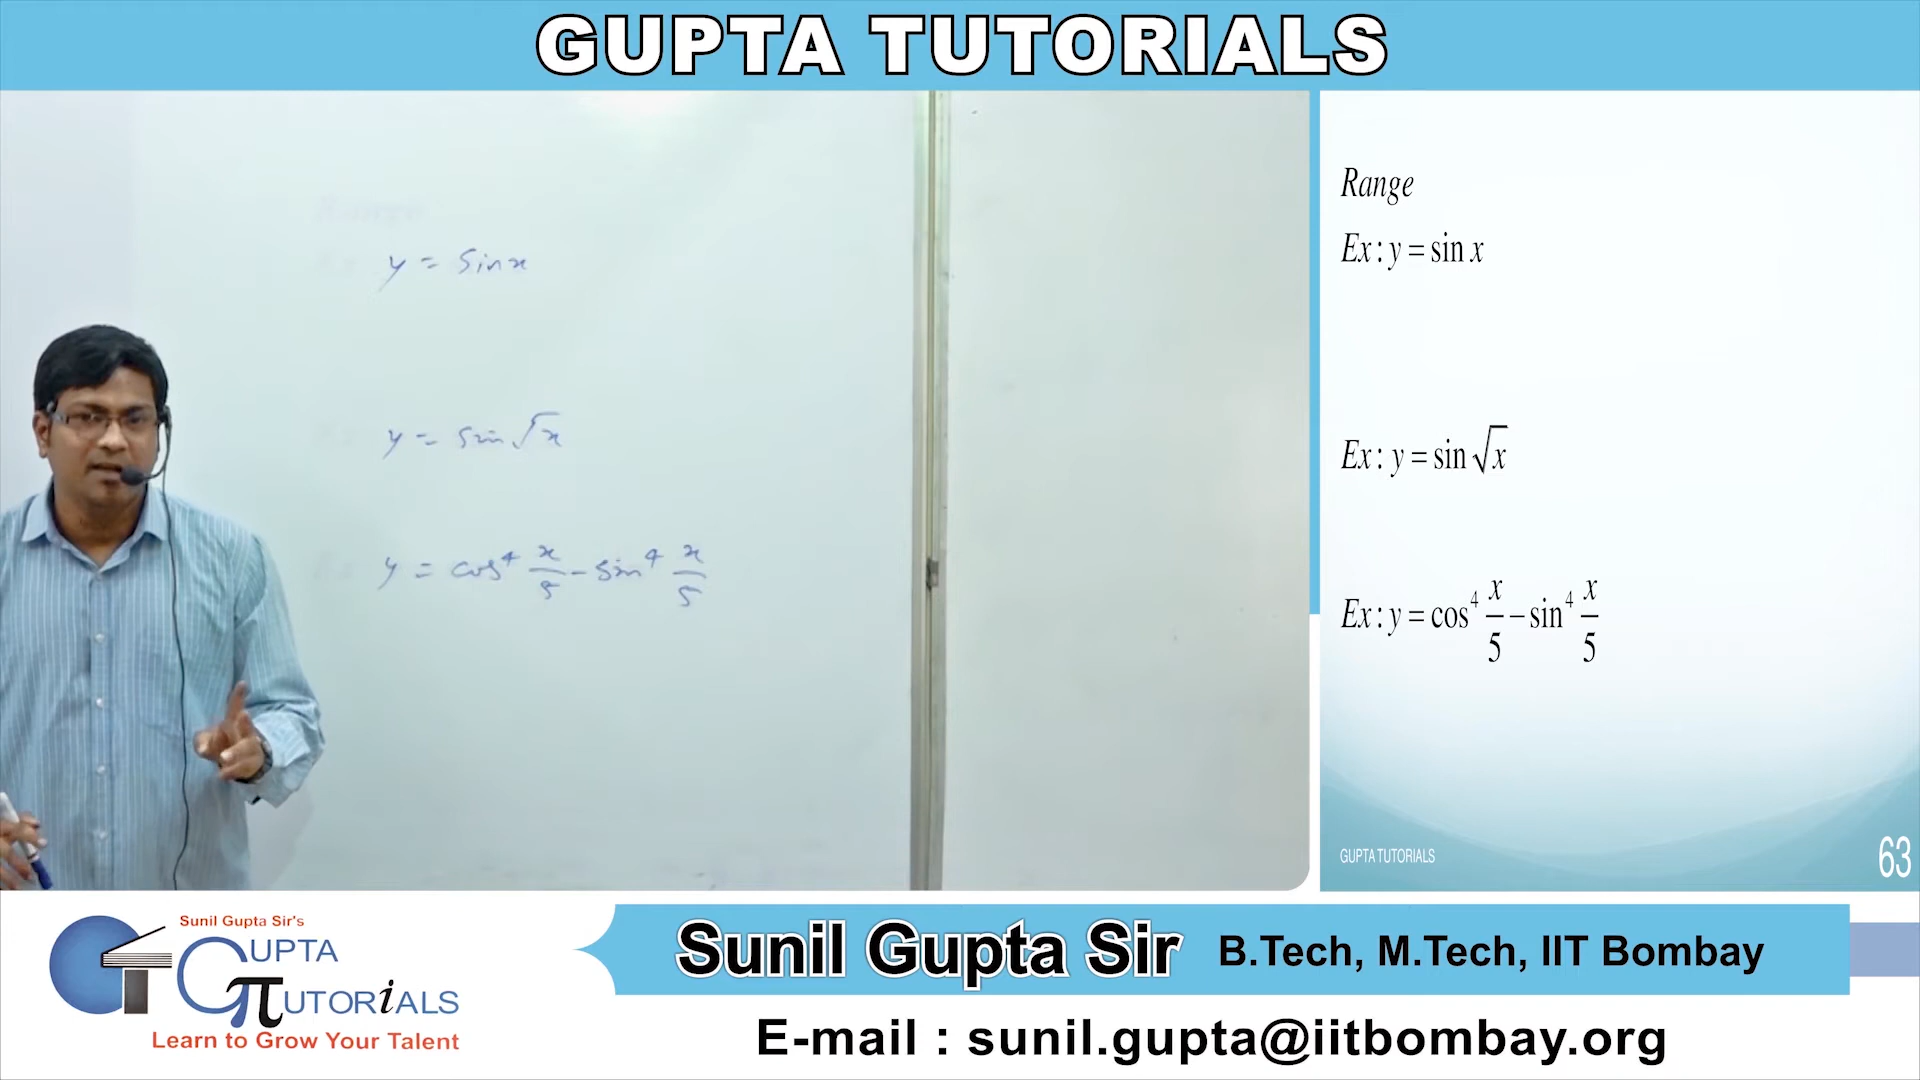 GUPTA TUTORIALS
y = sinx
y = sin√x
y = cos⁴ x/5 - sin⁴ x/5
Range
Ex : y = sin x
Ex : y = sin √x
Ex : y = cos⁴ x/5 − sin⁴ x/5
GUPTA TUTORIALS
63
Sunil Gupta Sir's
GUPTA
TUTORiALS
Learn to Grow Your Talent
Sunil Gupta Sir B.Tech, M.Tech, IIT Bombay
E-mail : sunil.gupta@iitbombay.org